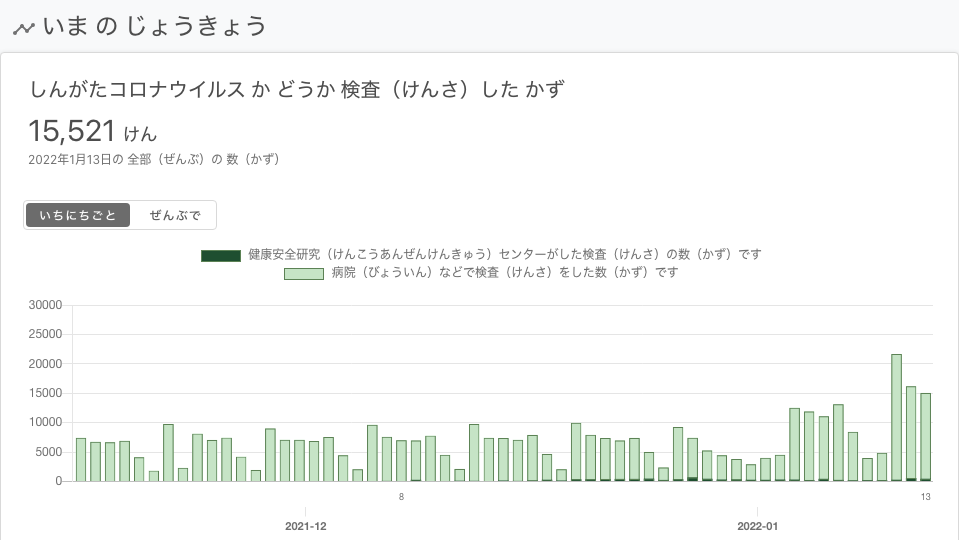 いま の じょうきょう
しんがたコロナウイルス か どうか 検査（けんさ）した かず
15,521 けん
2022年1月13日の 全部（ぜんぶ）の 数（かず）
いちにちごと ぜんぶで
健康安全研究（けんこうあんぜんけんきゅう）センターがした検査（けんさ）の数（かず）です
病院（びょういん）などで検査（けんさ）をした数（かず）です
30000
25000
20000
15000
10000
5000
0
8 13
2021-12 2022-01